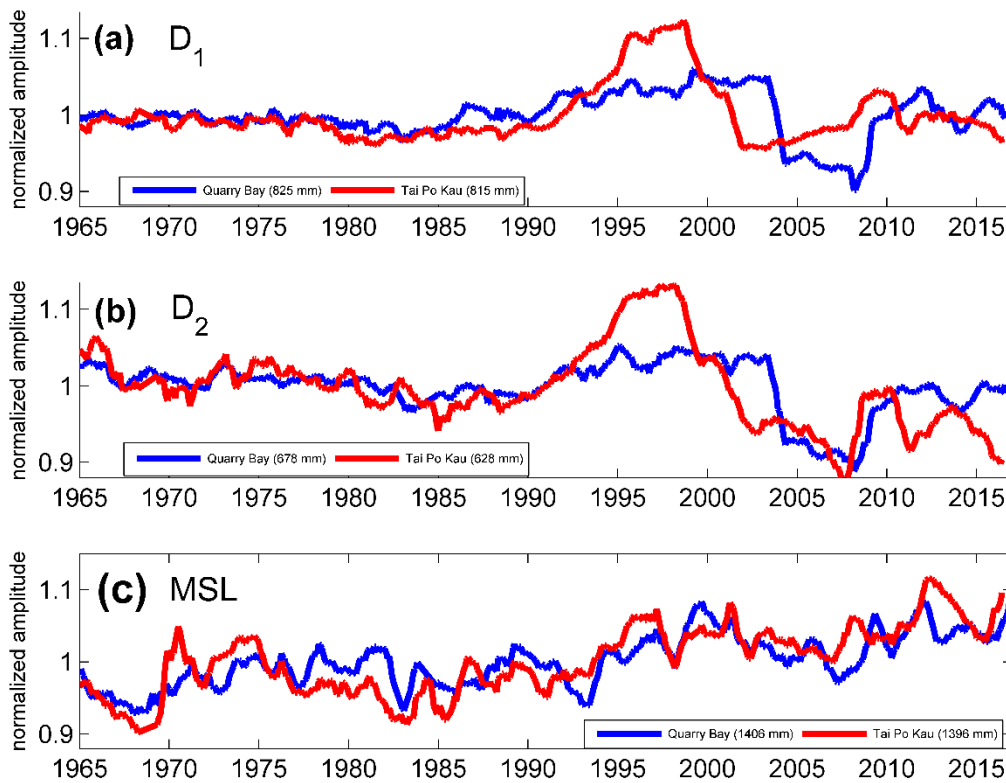 (a) D1
normalized amplitude
1.1
1
0.9
Quarry Bay (825 mm) Tai Po Kau (815 mm)
1965 1970 1975 1980 1985 1990 1995 2000 2005 2010 2015
(b) D2
normalized amplitude
1.1
1
0.9
Quarry Bay (678 mm) Tai Po Kau (628 mm)
1965 1970 1975 1980 1985 1990 1995 2000 2005 2010 2015
(c) MSL
normalized amplitude
1.1
1
0.9
Quarry Bay (1406 mm) Tai Po Kau (1396 mm)
1965 1970 1975 1980 1985 1990 1995 2000 2005 2010 2015